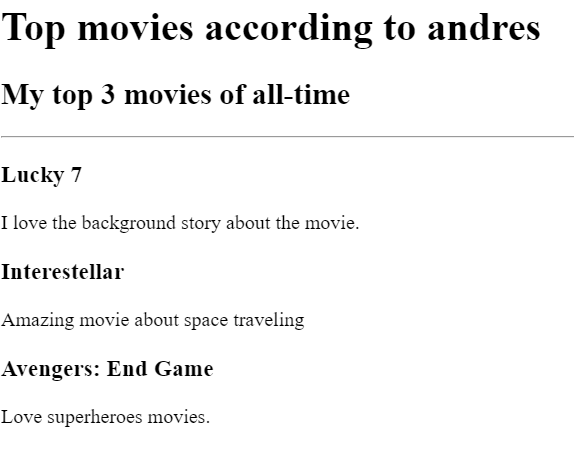 Top movies according to andres
My top 3 movies of all-time
Lucky 7
I love the background story about the movie.
Interestellar
Amazing movie about space traveling
Avengers: End Game
Love superheroes movies.